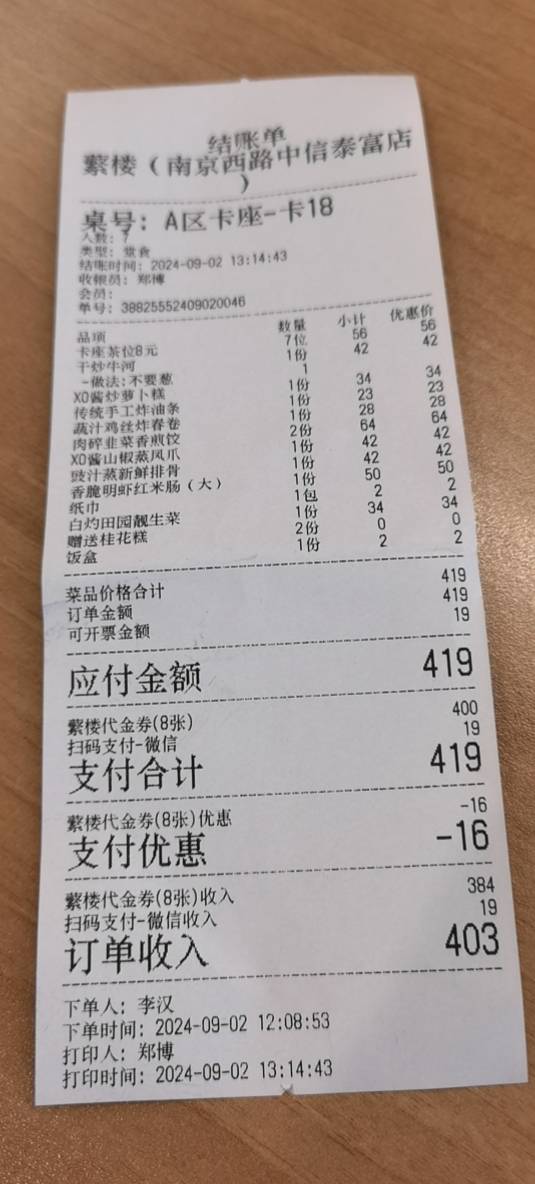 结账单
蘩楼（南京西路中信泰富店
）
桌号: A区卡座-卡18
人数: 7
类型: 堂食
结账时间: 2024-09-02 13:14:43
收银员: 郑博
会员:
单号: 38825552409020046
品项 数量 小计 优惠价
卡座茶位8元 7位 56 56
干炒牛河 1份 42 42
-做法:不要葱 1
XO酱炒萝卜糕 1份 34 34
传统手工炸油条 1份 23 23
蔬汁鸡丝炸春卷 1份 28 28
肉碎韭菜香煎饺 2份 64 64
XO酱山椒蒸凤爪 1份 42 42
豉汁蒸新鲜排骨 1份 42 42
香脆明虾红米肠（大） 1份 50 50
纸巾 1包 2 2
白灼田园靓生菜 1份 34 34
赠送桂花糕 2份 0 0
饭盒 1份 2 2
菜品价格合计 419
订单金额 419
可开票金额 19
应付金额 419
蘩楼代金券(8张) 400
扫码支付-微信 19
支付合计 419
蘩楼代金券(8张)优惠 -16
支付优惠 -16
蘩楼代金券(8张)收入 384
扫码支付-微信收入 19
订单收入 403
下单人: 李汉
下单时间: 2024-09-02 12:08:53
打印人: 郑博
打印时间: 2024-09-02 13:14:43